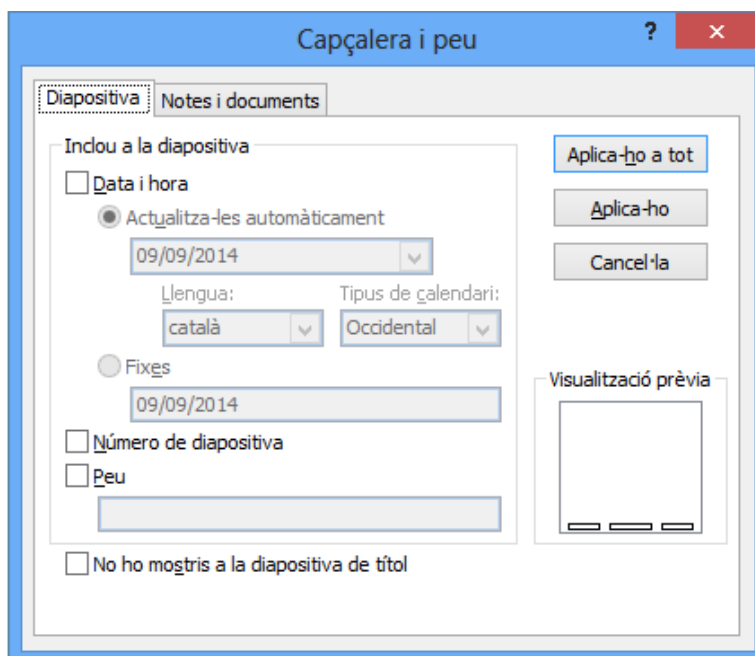 Capçalera i peu
Diapositiva
Notes i documents
Inclou a la diapositiva
Data i hora
Actualitza-les automàticament
09/09/2014
Llengua:
Tipus de calendari:
català
Occidental
Fixes
09/09/2014
Número de diapositiva
Peu
No ho mostris a la diapositiva de títol
Aplica-ho a tot
Aplica-ho
Cancel·la
Visualització prèvia